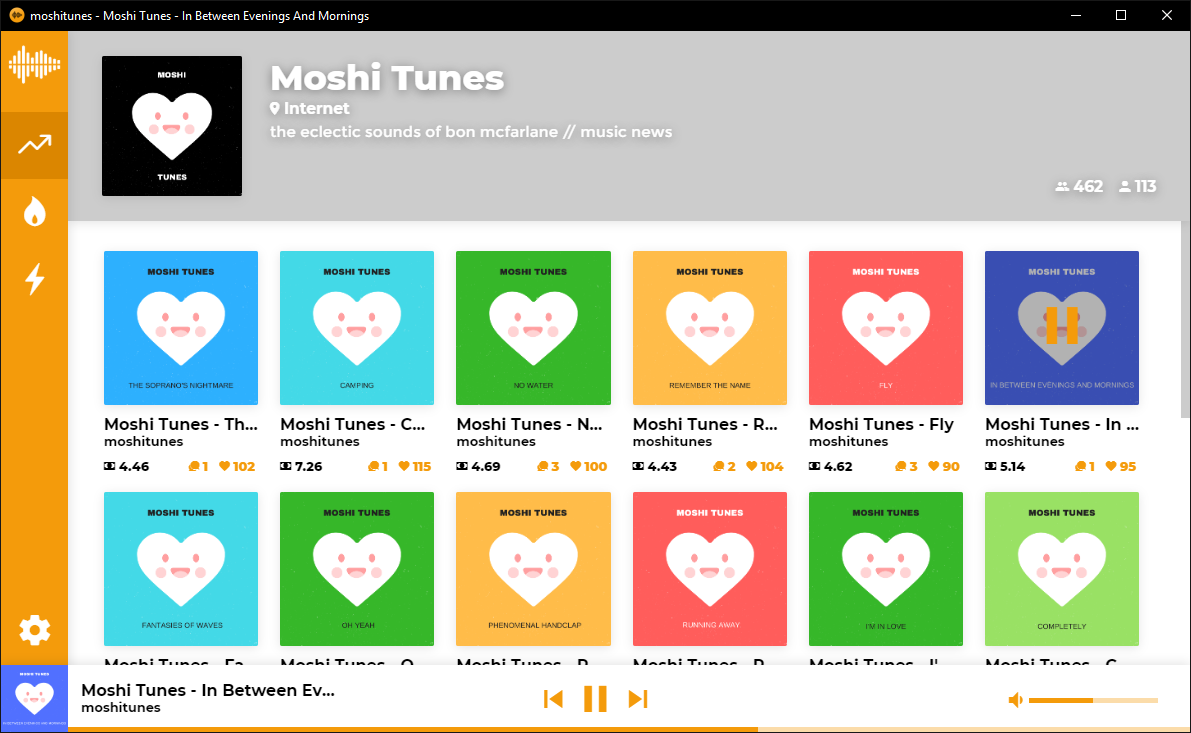 moshitunes - Moshi Tunes - In Between Evenings And Mornings
MOSHI
TUNES
Moshi Tunes
Internet
the eclectic sounds of bon mcfarlane // music news
462 113
MOSHI TUNES
THE SOPRANO'S NIGHTMARE
Moshi Tunes - Th...
moshitunes
4.46 1 102
MOSHI TUNES
CAMPING
Moshi Tunes - C...
moshitunes
7.26 1 115
MOSHI TUNES
NO WATER
Moshi Tunes - N...
moshitunes
4.69 3 100
MOSHI TUNES
REMEMBER THE NAME
Moshi Tunes - R...
moshitunes
4.43 2 104
MOSHI TUNES
FLY
Moshi Tunes - Fly
moshitunes
4.62 3 90
MOSHI TUNES
IN BETWEEN EVENINGS AND MORNINGS
Moshi Tunes - In ...
moshitunes
5.14 1 95
MOSHI TUNES
FANTASIES OF WAVES
Moshi Tunes - Fa...
MOSHI TUNES
OH YEAH
Moshi Tunes - O...
MOSHI TUNES
PHENOMENAL HANDCLAP
Moshi Tunes - P...
MOSHI TUNES
RUNNING AWAY
Moshi Tunes - R...
MOSHI TUNES
I'M IN LOVE
Moshi Tunes - I'...
MOSHI TUNES
COMPLETELY
Moshi Tunes - C...
MOSHI TUNES
IN BETWEEN EVENINGS AND MORNINGS
Moshi Tunes - In Between Ev...
moshitunes